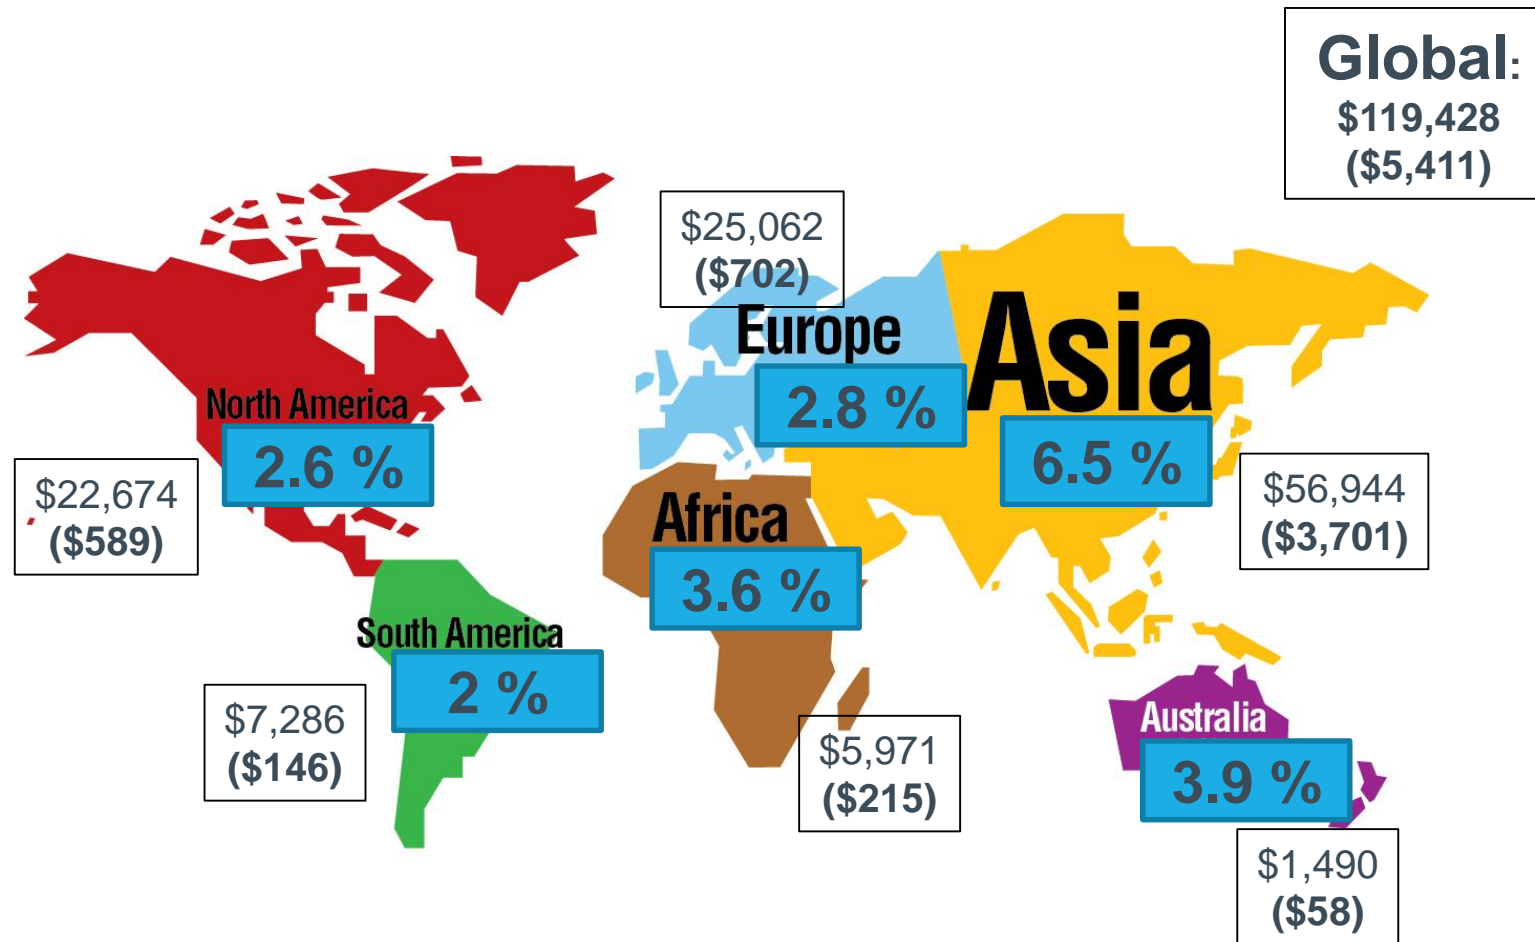 Global:
$119,428
($5,411)
$25,062
($702)
Europe
2.8 %
Asia
6.5 %
$56,944
($3,701)
North America
2.6 %
$22,674
($589)
Africa
3.6 %
$5,971
($215)
South America
2 %
$7,286
($146)
Australia
3.9 %
$1,490
($58)